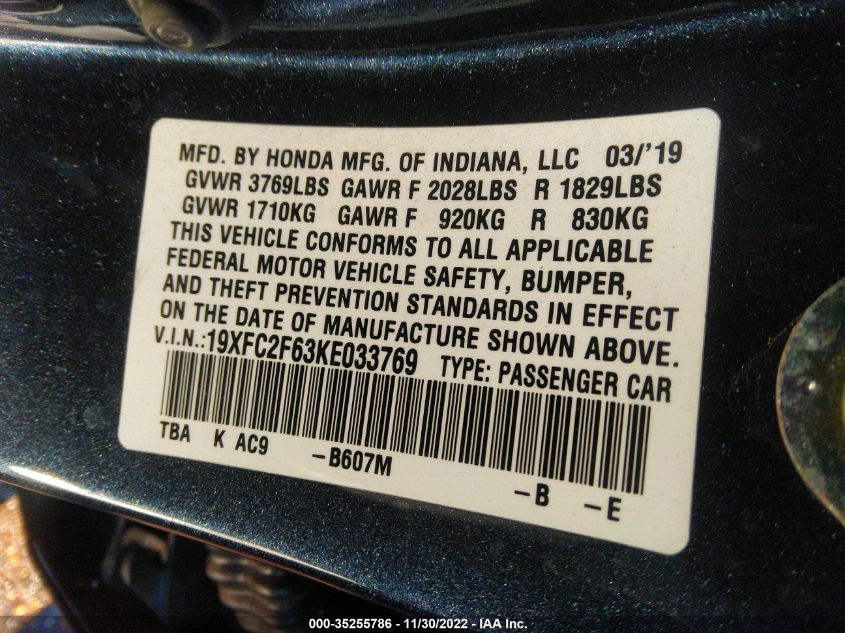 MFD. BY HONDA MFG. OF INDIANA, LLC 03/'19
GVWR 3769LBS GAWR F 2028LBS R 1829LBS
GVWR 1710KG GAWR F 920KG R 830KG
THIS VEHICLE CONFORMS TO ALL APPLICABLE
FEDERAL MOTOR VEHICLE SAFETY, BUMPER,
AND THEFT PREVENTION STANDARDS IN EFFECT
ON THE DATE OF MANUFACTURE SHOWN ABOVE.
V.I.N.:19XFC2F63KE033769 TYPE: PASSENGER CAR
TBA K AC9 -B607M -B -E
000-35255786 - 11/30/2022 - IAA Inc.